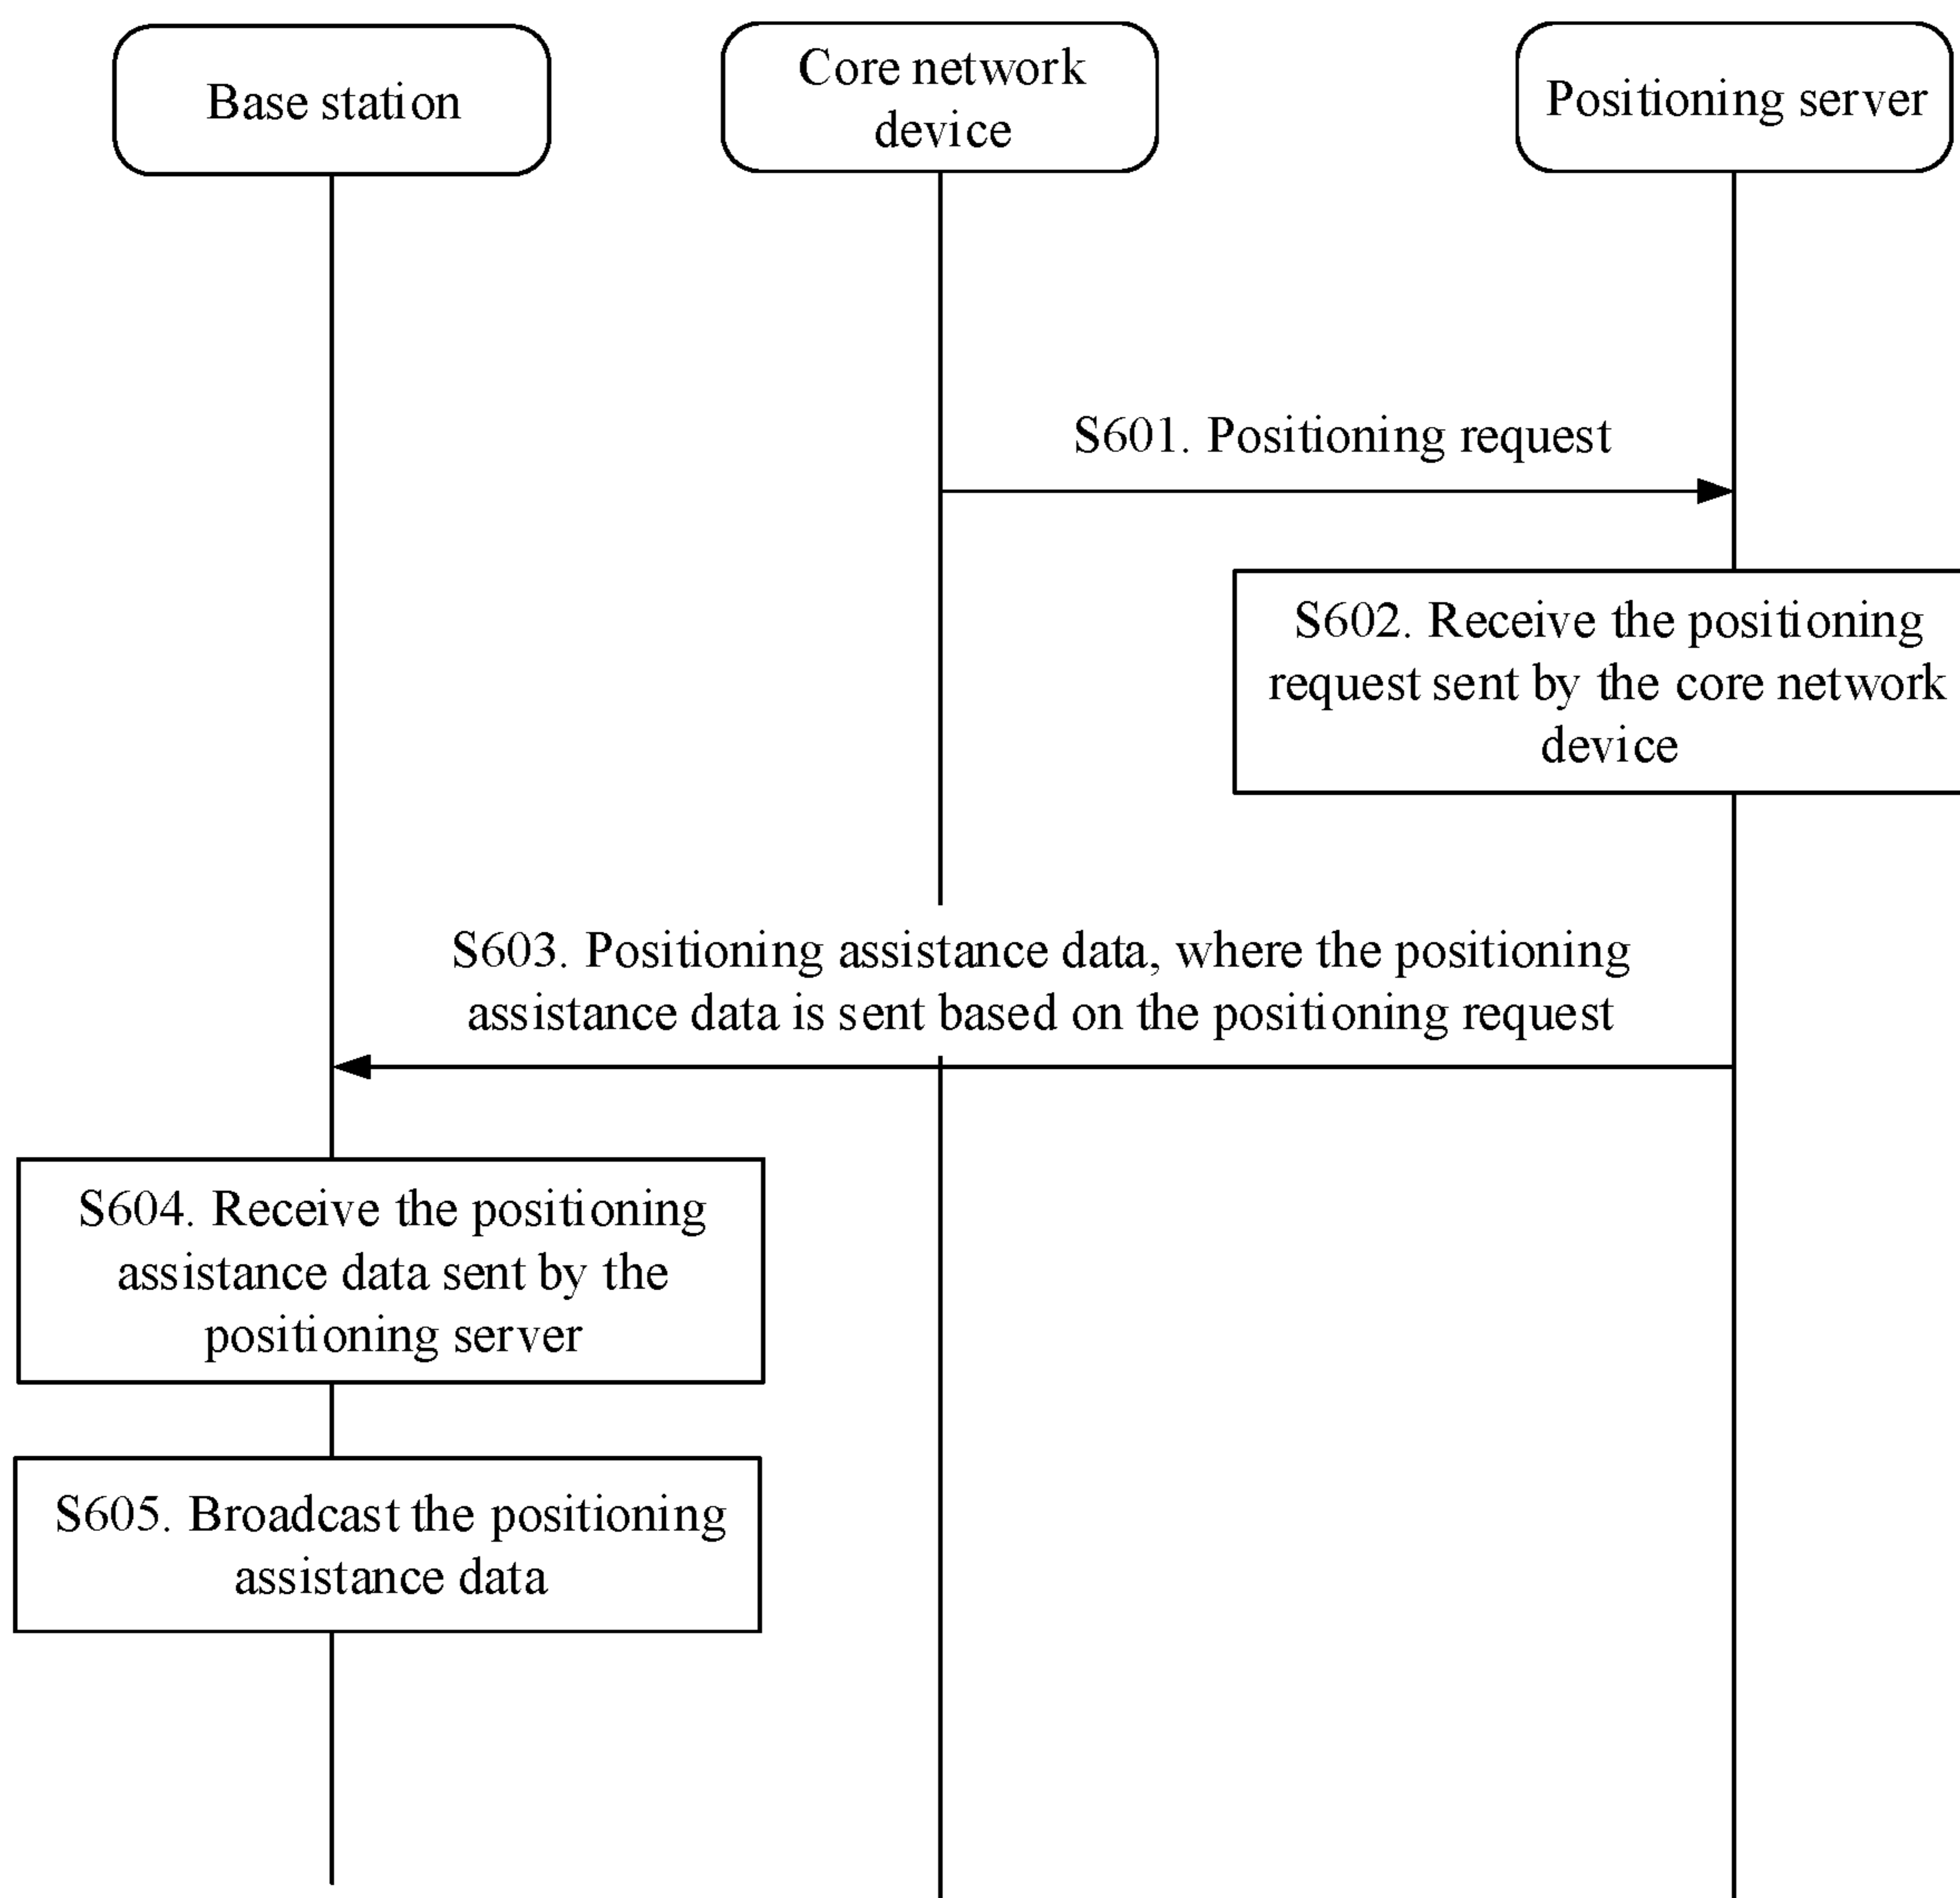 Base station
Core network
device
Positioning server
S601. Positioning request
S602. Receive the positioning
request sent by the core network
device
S603. Positioning assistance data, where the positioning
assistance data is sent based on the positioning request
S604. Receive the positioning
assistance data sent by the
positioning server
S605. Broadcast the positioning
assistance data